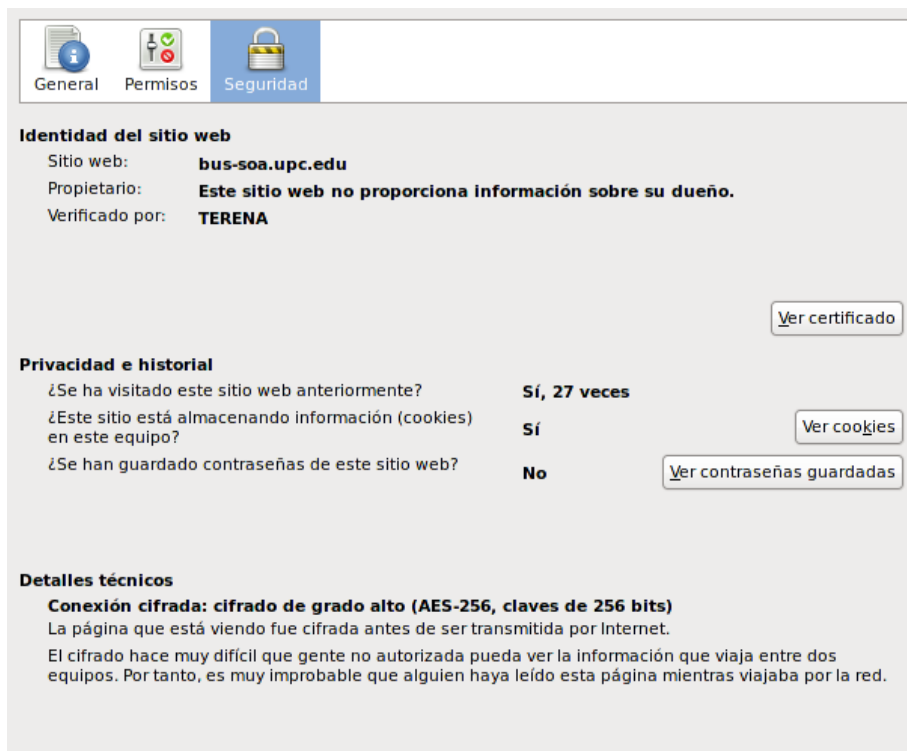 General Permisos Seguridad
Identidad del sitio web
Sitio web: bus-soa.upc.edu
Propietario: Este sitio web no proporciona información sobre su dueño.
Verificado por: TERENA
Ver certificado
Privacidad e historial
¿Se ha visitado este sitio web anteriormente? Sí, 27 veces
¿Este sitio está almacenando información (cookies)
en este equipo? Sí Ver cookies
¿Se han guardado contraseñas de este sitio web? No Ver contraseñas guardadas
Detalles técnicos
Conexión cifrada: cifrado de grado alto (AES-256, claves de 256 bits)
La página que está viendo fue cifrada antes de ser transmitida por Internet.
El cifrado hace muy difícil que gente no autorizada pueda ver la información que viaja entre dos
equipos. Por tanto, es muy improbable que alguien haya leído esta página mientras viajaba por la red.